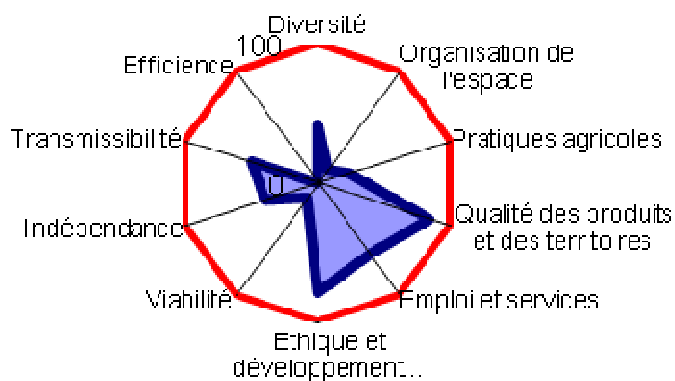 Diversité
100
Organisation de
l'espace
Pratiques agricoles
Qualité des produits
et des territoires
Emploi et services
Ethique et
développement...
Viabilité
Indépendance
Transmissibilité
Efficience
0